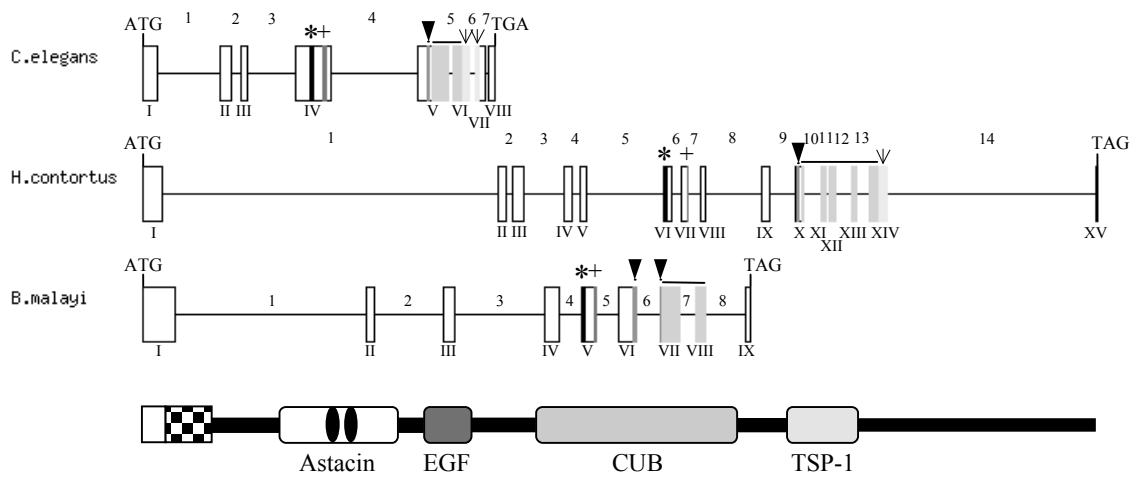 ATG 1 2 3 4 5 6 7 TGA
*+
C.elegans
I II III IV V VI VII VIII
ATG 1 2 3 4 5 6 7 8 9 10 11 12 13 14 TAG
* +
H.contortus
I II III IV V VI VII VIII IX X XI XII XIII XIV XV
ATG 1 2 3 4 5 6 7 8 TAG
*+
B.malayi
I II III IV V VI VII VIII IX
Astacin EGF CUB TSP-1